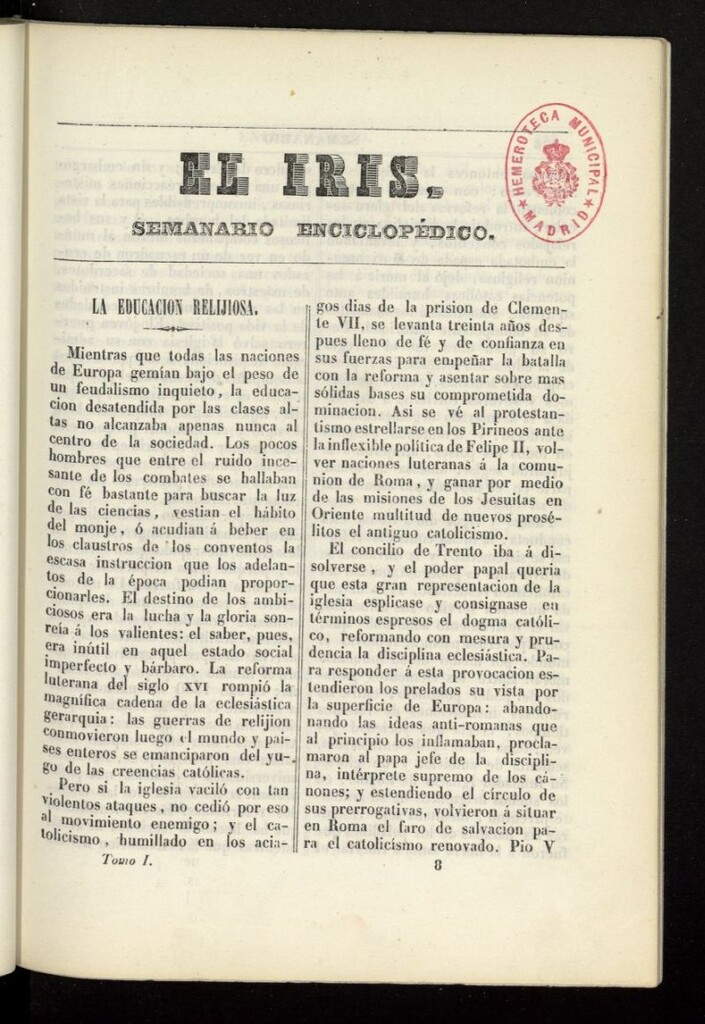 EL IRIS.
SEMANARIO ENCICLOPÉDICO.
HEMEROTECA MUNICIPAL
MADRID
LA EDUCACION RELIJIOSA.
Mientras que todas las naciones
de Europa gemían bajo el peso de
un feudalismo inquieto, la educa-
cion desatendida por las clases al-
tas no alcanzaba apenas nunca al
centro de la sociedad. Los pocos
hombres que entre el ruido ince-
sante de los combates se hallaban
con fé bastante para buscar la luz
de las ciencias, vestian el hábito
del monje, ó acudian á beber en
los claustros de los conventos la
escasa instruccion que los adelan-
tos de la época podian propor-
cionarles. El destino de los ambi-
ciosos era la lucha y la gloria son-
reía á los valientes: el saber, pues,
era inútil en aquel estado social
imperfecto y bárbaro. La reforma
luterana del siglo XVI rompió la
magnífica cadena de la eclesiástica
gerarquia: las guerras de relijion
conmovieron luego el mundo y pai-
ses enteros se emanciparon del yu-
go de las creencias católicas.
Pero si la iglesia vaciló con tan
violentos ataques, no cedió por eso
al movimiento enemigo; y el ca-
tolicismo, humillado en los acia-
Tomo I.
gos dias de la prision de Clemen-
te VII, se levanta treinta años des-
pues lleno de fé y de confianza en
sus fuerzas para empeñar la batalla
con la reforma y asentar sobre mas
sólidas bases su comprometida do-
minacion. Asi se vé al protestan-
tismo estrellarse en los Pirineos ante
la inflexible política de Felipe II, vol-
ver naciones luteranas á la comu-
nion de Roma, y ganar por medio
de las misiones de los Jesuitas en
Oriente multitud de nuevos prosé-
litos el antiguo catolicismo.
El concilio de Trento iba á di-
solverse, y el poder papal queria
que esta gran representacion de la
iglesia esplicase y consignase en
términos espresos el dogma católi-
co, reformando con mesura y pru-
dencia la disciplina eclesiástica. Pa-
ra responder á esta provocacion es-
tendieron los prelados su vista por
la superficie de Europa: abando-
nando las ideas anti-romanas que
al principio los inflamaban, procla-
maron al papa jefe de la discipli-
na, intérprete supremo de los cá-
nones; y estendiendo el círculo de
sus prerrogativas, volvieron á situar
en Roma el faro de salvacion pa-
ra el catolicismo renovado. Pio V
8